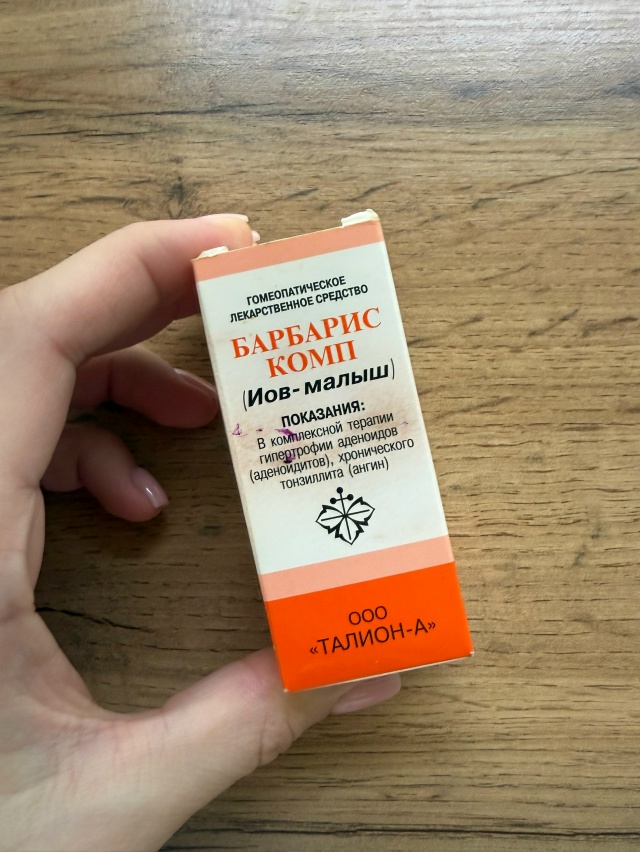 ГОМЕОПАТИЧЕСКОЕ
ЛЕКАРСТВЕННОЕ СРЕДСТВО
БАРБАРИС
КОМП
(Иов-малыш)
ПОКАЗАНИЯ:
В комплексной терапии
гипертрофии аденоидов
(аденоидитов), хронического
тонзиллита (ангин)
ООО
«ТАЛИОН-А»